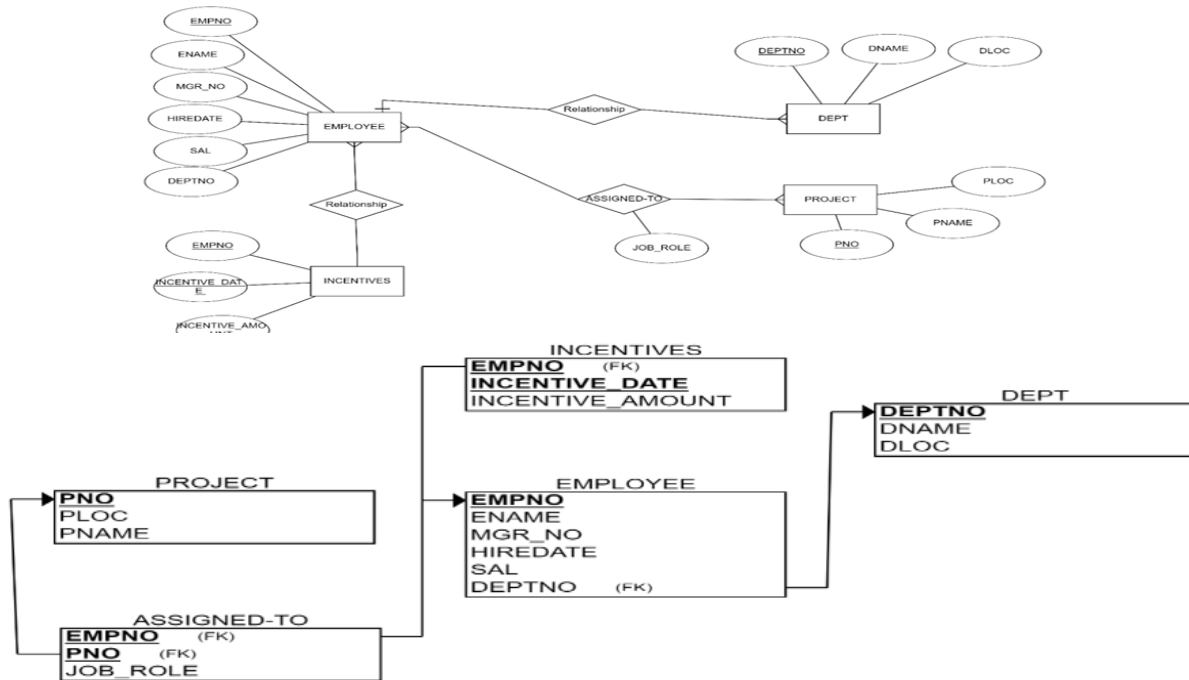 EMPNO
ENAME
MGR_NO
HIREDATE
SAL
DEPTNO
EMPLOYEE
Relationship
DEPTNO
DNAME
DLOC
DEPT
Relationship
ASSIGNED-TO
JOB_ROLE
PROJECT
PLOC
PNAME
PNO
EMPNO
INCENTIVE_DAT
E
INCENTIVE_AMO
INCENTIVES
INCENTIVES
EMPNO (FK)
INCENTIVE_DATE
INCENTIVE_AMOUNT
DEPT
DEPTNO
DNAME
DLOC
PROJECT
PNO
PLOC
PNAME
EMPLOYEE
EMPNO
ENAME
MGR_NO
HIREDATE
SAL
DEPTNO (FK)
ASSIGNED-TO
EMPNO (FK)
PNO (FK)
JOB_ROLE